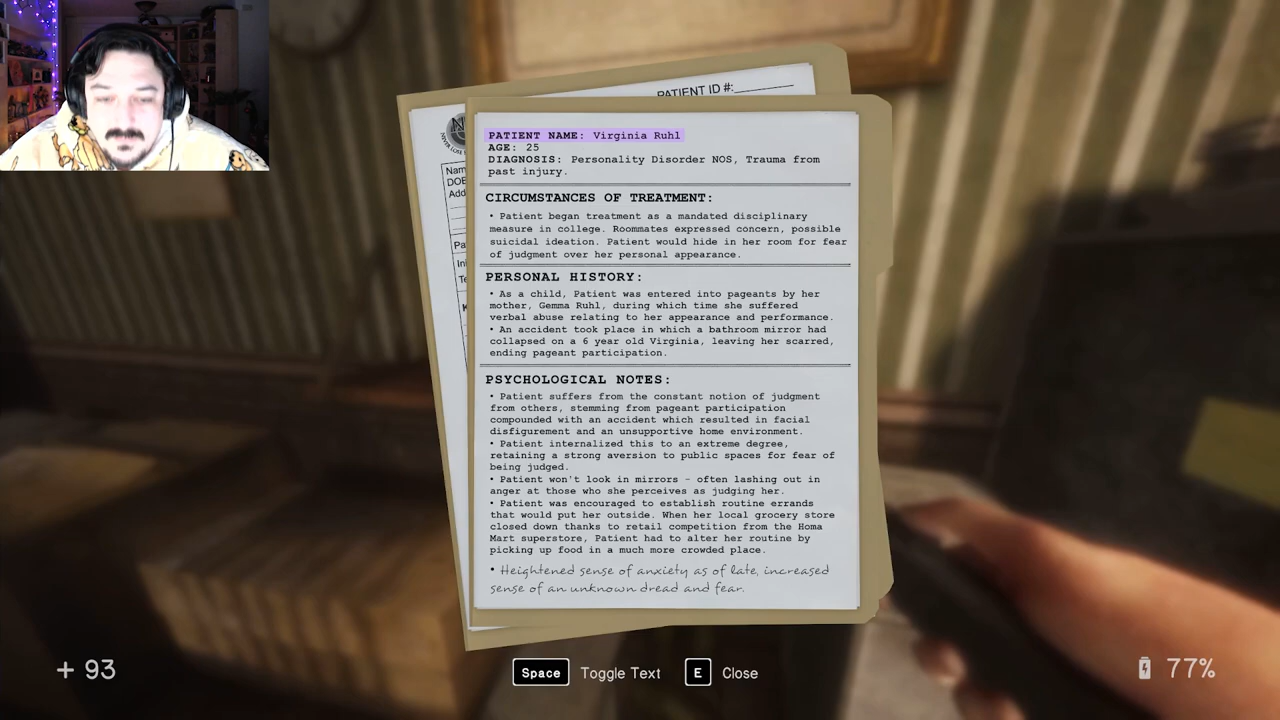 PATIENT ID #:
Nam
DOE
Add
Pa
Ini
Te
PATIENT NAME: Virginia Ruhl
AGE: 25
DIAGNOSIS: Personality Disorder NOS, Trauma from
past injury.
CIRCUMSTANCES OF TREATMENT:
• Patient began treatment as a mandated disciplinary
measure in college. Roommates expressed concern, possible
suicidal ideation. Patient would hide in her room for fear
of judgment over her personal appearance.
PERSONAL HISTORY:
• As a child, Patient was entered into pageants by her
mother, Gemma Ruhl, during which time she suffered
verbal abuse relating to her appearance and performance.
• An accident took place in which a bathroom mirror had
collapsed on a 6 year old Virginia, leaving her scarred,
ending pageant participation.
PSYCHOLOGICAL NOTES:
• Patient suffers from the constant notion of judgment
from others, stemming from pageant participation
compounded with an accident which resulted in facial
disfigurement and an unsupportive home environment.
• Patient internalized this to an extreme degree,
retaining a strong aversion to public spaces for fear of
being judged.
• Patient won't look in mirrors - often lashing out in
anger at those who she perceives as judging her.
• Patient was encouraged to establish routine errands
that would put her outside. When her local grocery store
closed down thanks to retail competition from the Homa
Mart superstore, Patient had to alter her routine by
picking up food in a much more crowded place.
• Heightened sense of anxiety as of late, increased
sense of an unknown dread and fear.
+ 93
Space Toggle Text E Close
77%